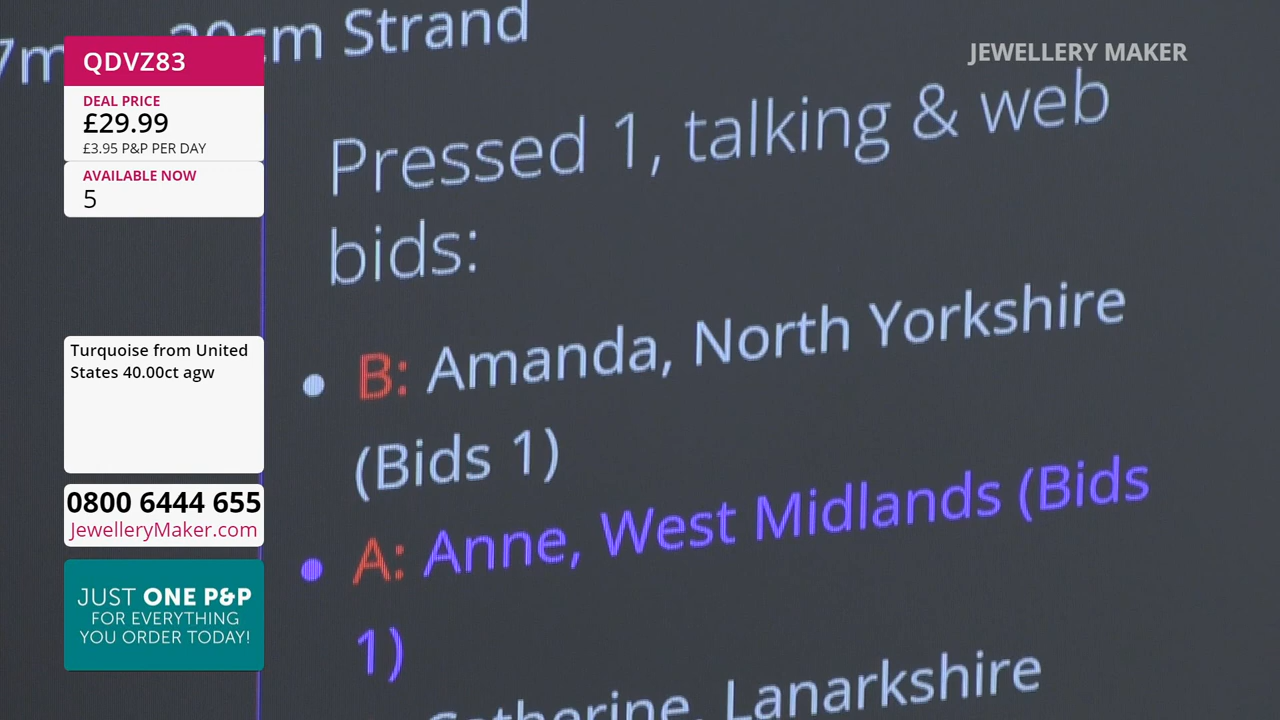 20cm Strand
QDVZ83
DEAL PRICE
£29.99
£3.95 P&P PER DAY
AVAILABLE NOW
5
Turquoise from United
States 40.00ct agw
0800 6444 655
JewelleryMaker.com
JUST ONE P&P
FOR EVERYTHING
YOU ORDER TODAY!
JEWELLERY MAKER
Pressed 1, talking & web
bids:
• B: Amanda, North Yorkshire
(Bids 1)
• A: Anne, West Midlands (Bids
1)
Catherine, Lanarkshire